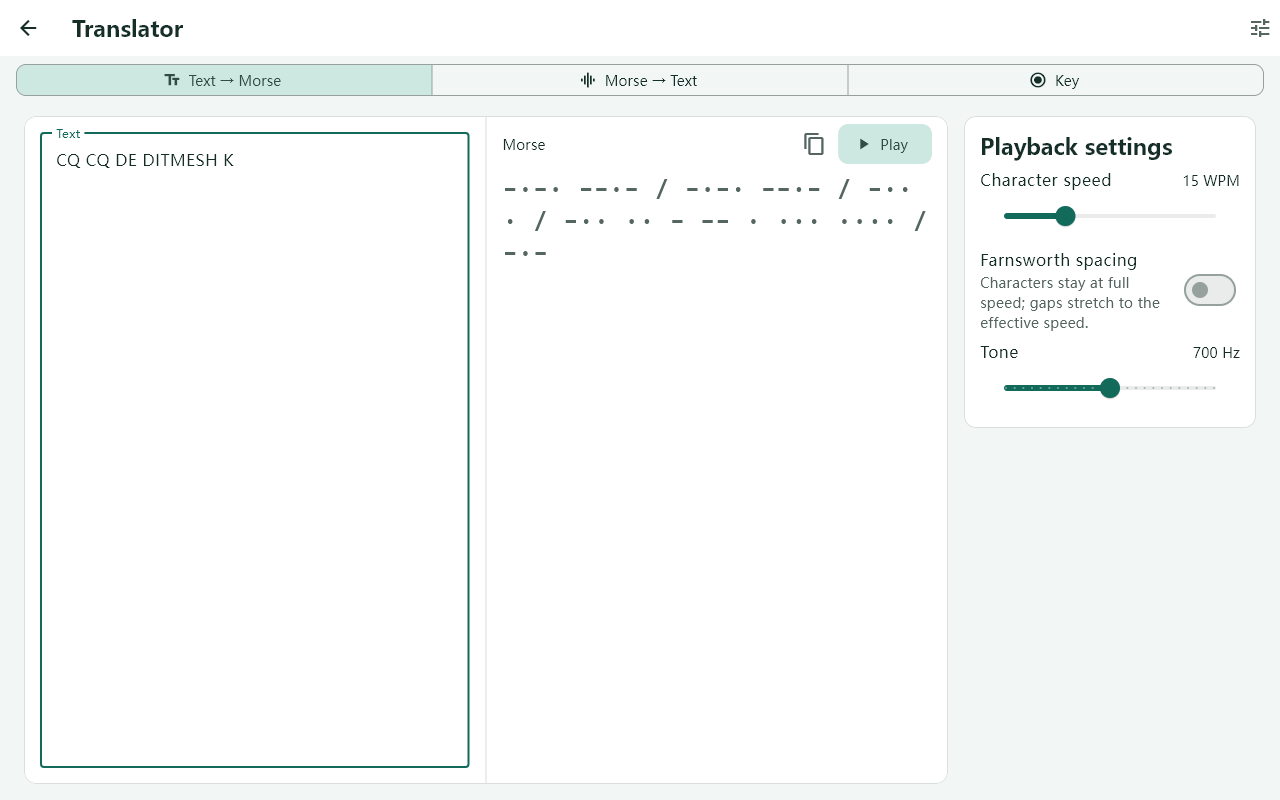 Translator
Text → Morse
Morse → Text
Key
Text
CQ CQ DE DITMESH K
Morse
Play
−·−· −−·− / −·−· −−·− / −··
· / −·· ·· − −− · ··· ···· /
−·−
Playback settings
Character speed 15 WPM
Farnsworth spacing
Characters stay at full
speed; gaps stretch to the
effective speed.
Tone 700 Hz